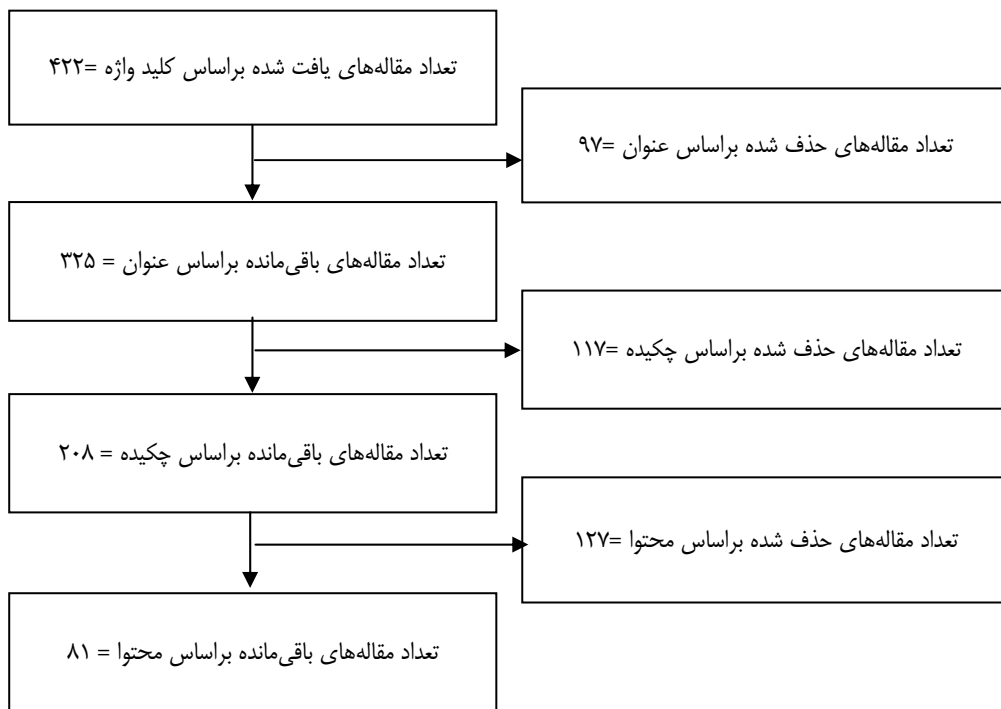 تعداد مقاله‌های یافت شده براساس کلید واژه =۴۲۲
تعداد مقاله‌های حذف شده براساس عنوان =۹۷
تعداد مقاله‌های باقی‌مانده براساس عنوان = ۳۲۵
تعداد مقاله‌های حذف شده براساس چکیده =۱۱۷
تعداد مقاله‌های باقی‌مانده براساس چکیده = ۲۰۸
تعداد مقاله‌های حذف شده براساس محتوا =۱۲۷
تعداد مقاله‌های باقی‌مانده براساس محتوا = ۸۱